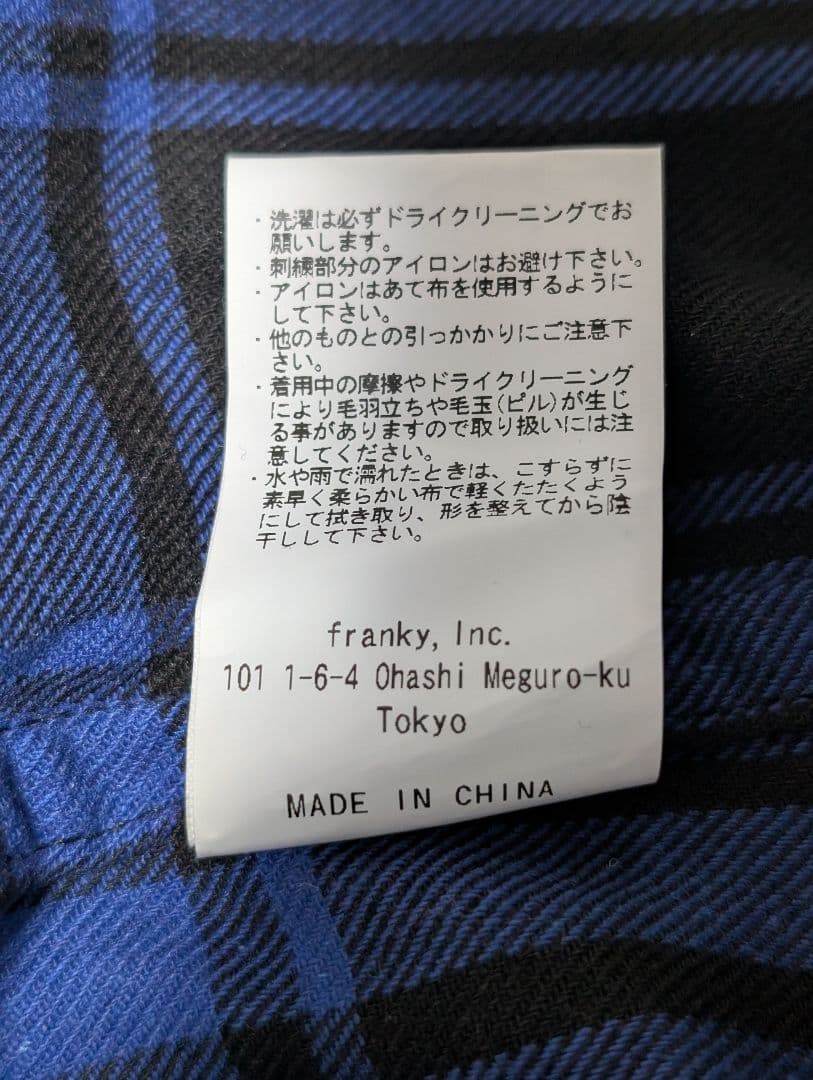 ・洗濯は必ずドライクリーニングでお
願いします。
・刺繍部分のアイロンはお避け下さい。
・アイロンはあて布を使用するように
して下さい。
・他のものとの引っかかりにご注意下
さい。
・着用中の摩擦やドライクリーニング
により毛羽立ちや毛玉(ピル)が生じ
る事がありますので取り扱いには注
意してください。
・水や雨で濡れたときは、こすらずに
素早く柔らかい布で軽くたたくよう
にして拭き取り、形を整えてから陰
干しして下さい。
franky, Inc.
101 1-6-4 Ohashi Meguro-ku
Tokyo
MADE IN CHINA